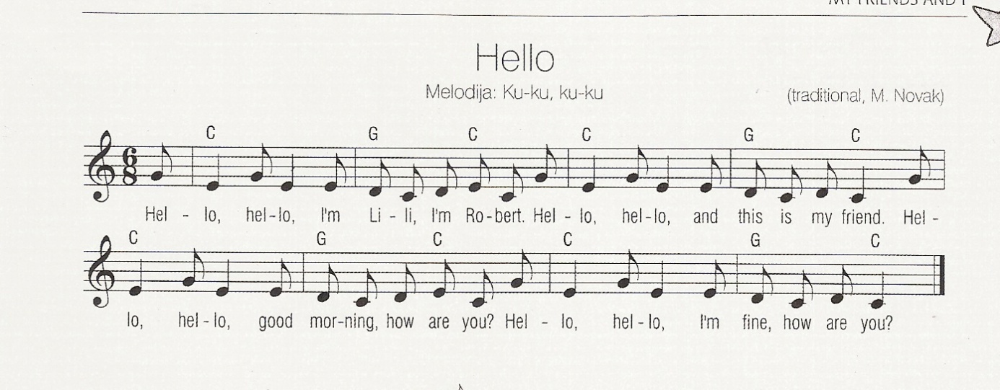 MY FRIENDS AND I
Hello
Melodija: Ku-ku, ku-ku
(traditional, M. Novak)
C G C C G C
6
8
Hel - lo, hel-lo, I'm Li - li, I'm Ro-bert. Hel - lo, hel-lo, and this is my friend. Hel -
C G C C G C
lo, hel-lo, good mor-ning, how are you? Hel - lo, hel-lo, I'm fine, how are you?